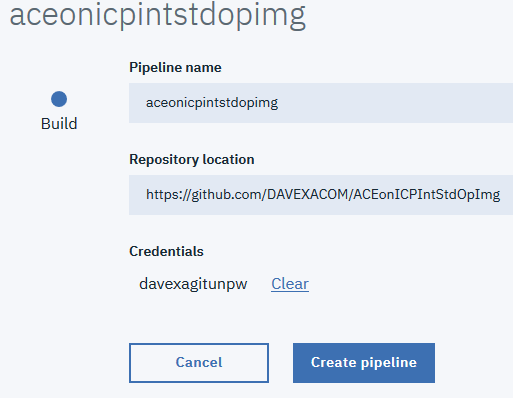 aceonicpintstdopimg
Build
Pipeline name
aceonicpintstdopimg
Repository location
https://github.com/DAVEXACOM/ACEonICPIntStdOpImg
Credentials
davexagitunpw Clear
Cancel Create pipeline